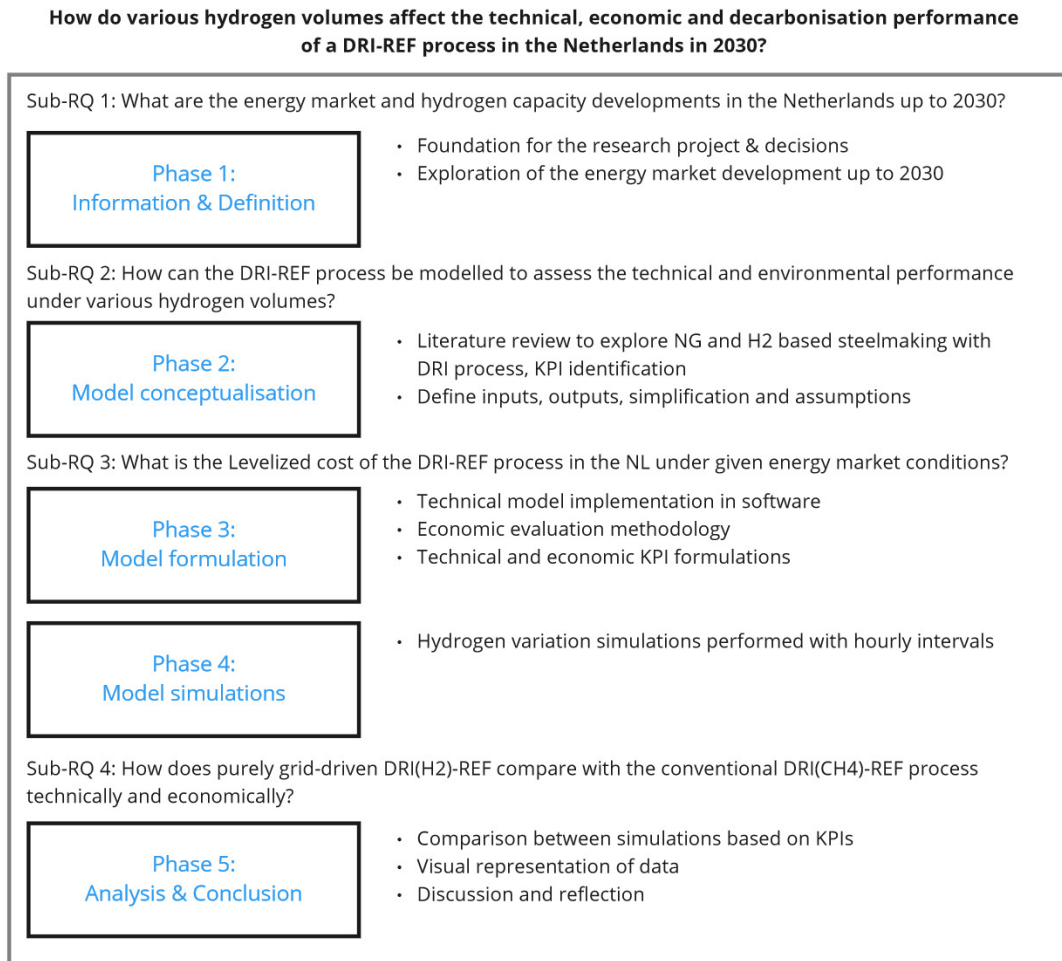 How do various hydrogen volumes affect the technical, economic and decarbonisation performance
of a DRI-REF process in the Netherlands in 2030?
Sub-RQ 1: What are the energy market and hydrogen capacity developments in the Netherlands up to 2030?
Phase 1:
Information & Definition
• Foundation for the research project & decisions
• Exploration of the energy market development up to 2030
Sub-RQ 2: How can the DRI-REF process be modelled to assess the technical and environmental performance
under various hydrogen volumes?
Phase 2:
Model conceptualisation
• Literature review to explore NG and H2 based steelmaking with
DRI process, KPI identification
• Define inputs, outputs, simplification and assumptions
Sub-RQ 3: What is the Levelized cost of the DRI-REF process in the NL under given energy market conditions?
Phase 3:
Model formulation
• Technical model implementation in software
• Economic evaluation methodology
• Technical and economic KPI formulations
Phase 4:
Model simulations
• Hydrogen variation simulations performed with hourly intervals
Sub-RQ 4: How does purely grid-driven DRI(H2)-REF compare with the conventional DRI(CH4)-REF process
technically and economically?
Phase 5:
Analysis & Conclusion
• Comparison between simulations based on KPIs
• Visual representation of data
• Discussion and reflection